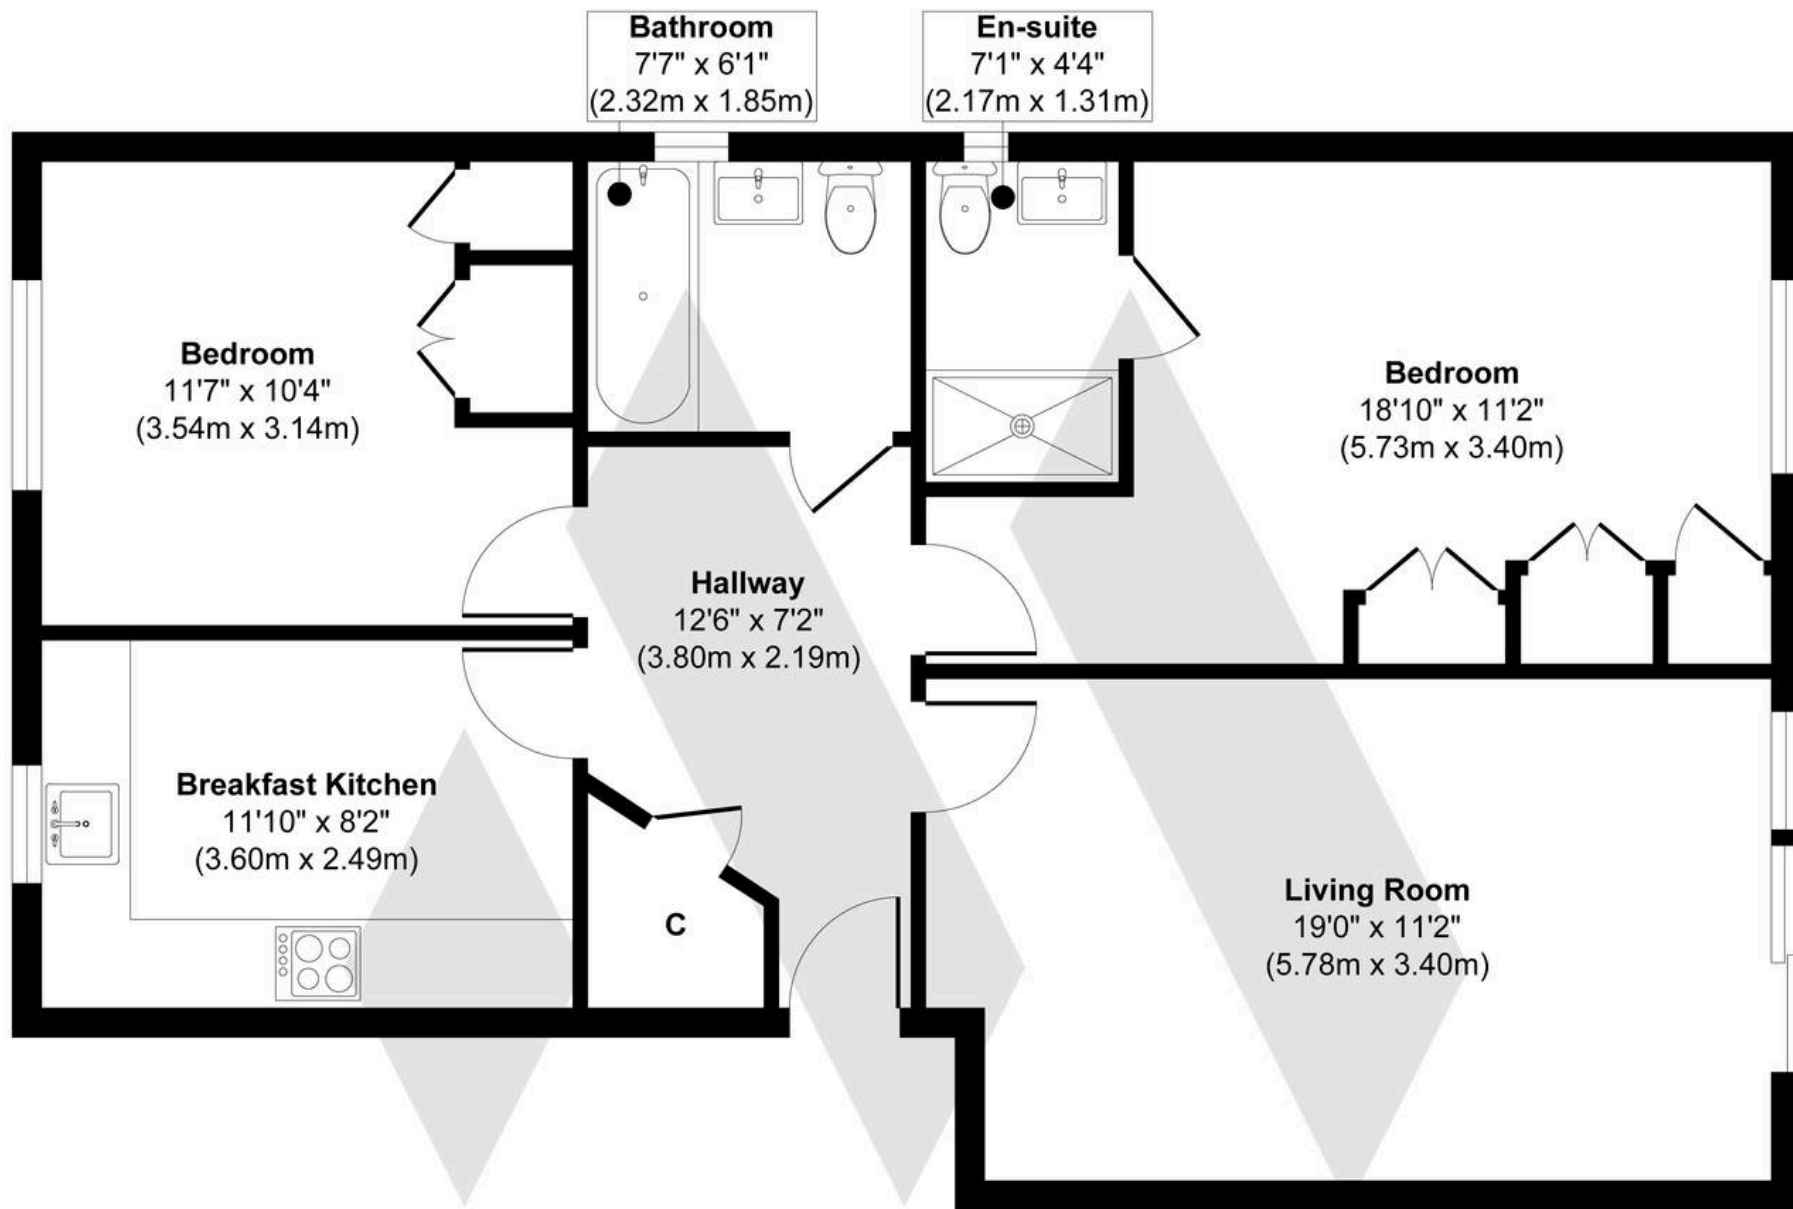 Bathroom
7'7" x 6'1"
(2.32m x 1.85m)
En-suite
7'1" x 4'4"
(2.17m x 1.31m)
Bedroom
11'7" x 10'4"
(3.54m x 3.14m)
Bedroom
18'10" x 11'2"
(5.73m x 3.40m)
Hallway
12'6" x 7'2"
(3.80m x 2.19m)
Breakfast Kitchen
11'10" x 8'2"
(3.60m x 2.49m)
C
Living Room
19'0" x 11'2"
(5.78m x 3.40m)